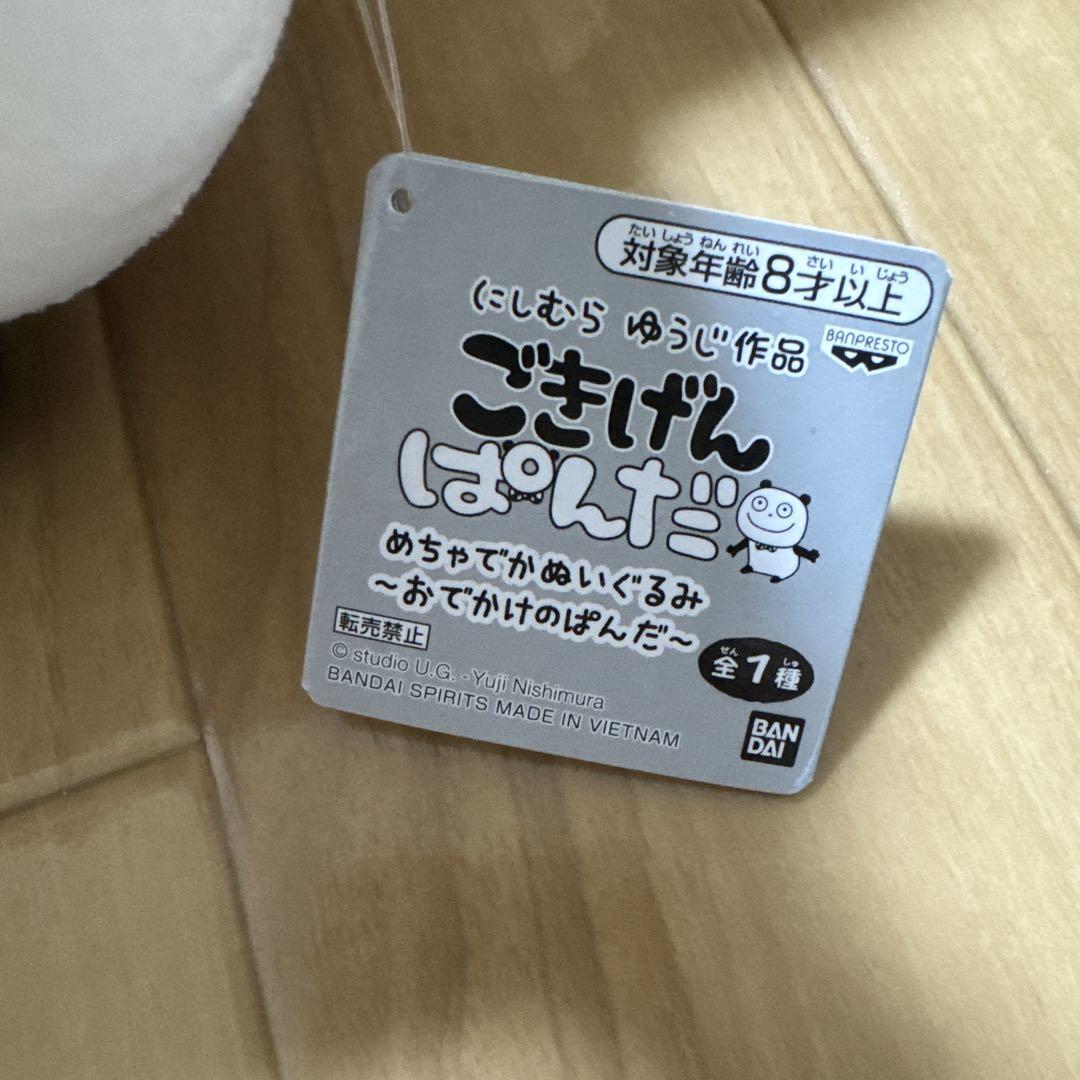 たいしょうねんれい さいいじょう
対象年齢8才以上
にしむら ゆうじ作品
BANPRESTO
ごきげん
ぱんだ
めちゃでかぬいぐるみ
~おでかけのぱんだ~
転売禁止
ぜん しゅ
全1種
© studio U.G. - Yuji Nishimura
BANDAI SPIRITS MADE IN VIETNAM
BAN
DAI